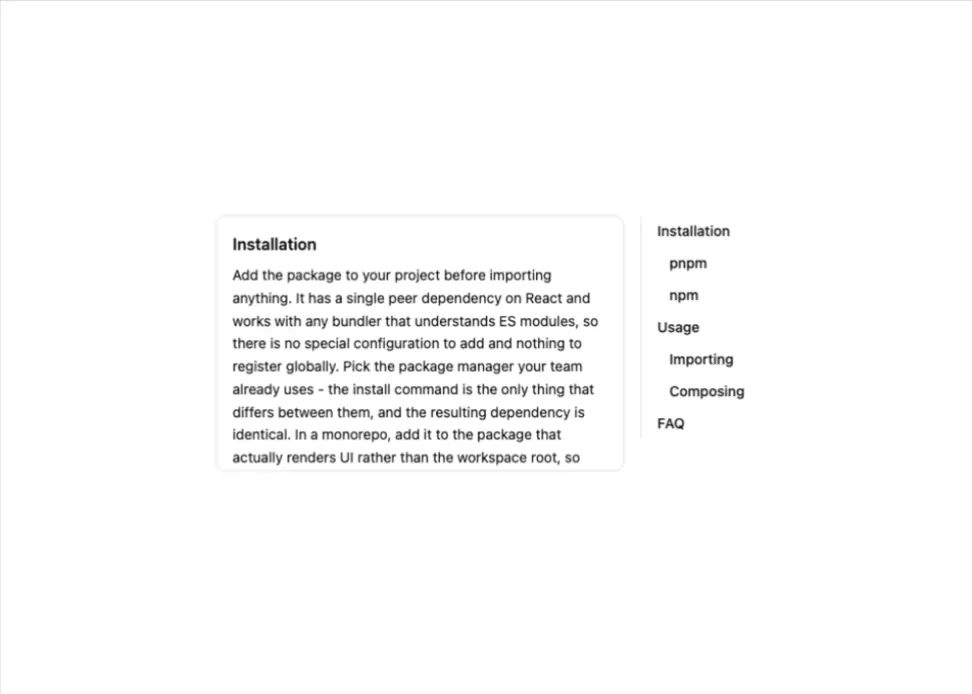 Installation
Add the package to your project before importing
anything. It has a single peer dependency on React and
works with any bundler that understands ES modules, so
there is no special configuration to add and nothing to
register globally. Pick the package manager your team
already uses - the install command is the only thing that
differs between them, and the resulting dependency is
identical. In a monorepo, add it to the package that
actually renders UI rather than the workspace root, so
Installation
pnpm
npm
Usage
Importing
Composing
FAQ